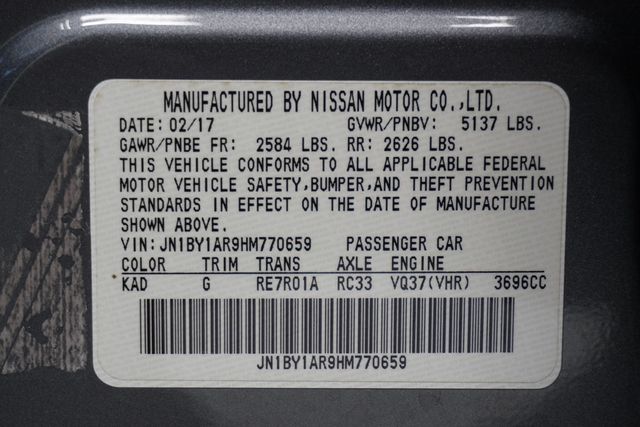 MANUFACTURED BY NISSAN MOTOR CO.,LTD.
DATE: 02/17 GVWR/PNBV: 5137 LBS.
GAWR/PNBE FR: 2584 LBS. RR: 2626 LBS.
THIS VEHICLE CONFORMS TO ALL APPLICABLE FEDERAL
MOTOR VEHICLE SAFETY,BUMPER,AND THEFT PREVENTION
STANDARDS IN EFFECT ON THE DATE OF MANUFACTURE
SHOWN ABOVE.
VIN:JN1BY1AR9HM770659 PASSENGER CAR
COLOR TRIM TRANS AXLE ENGINE
KAD G RE7R01A RC33 VQ37(VHR) 3696CC
JN1BY1AR9HM770659